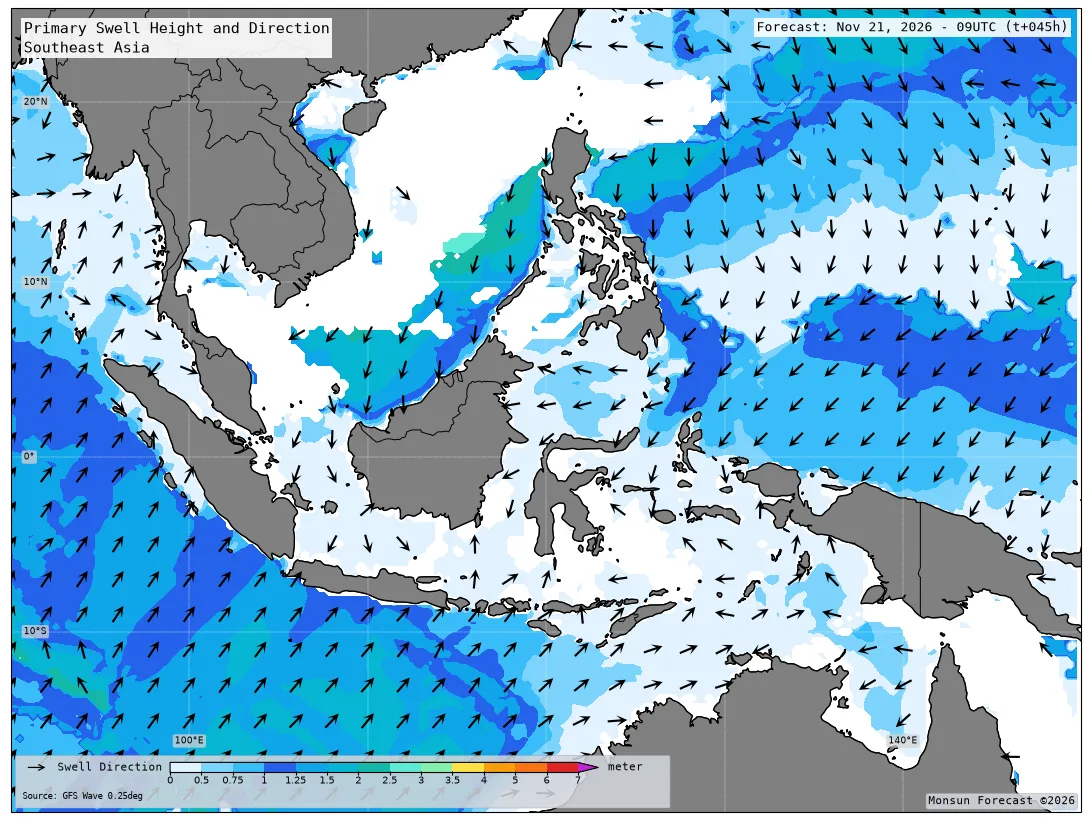 Primary Swell Height and Direction
Southeast Asia
Forecast: Nov 21, 2026 - 09UTC (t+045h)
20°N
10°N
0°
10°S
100°E
140°E
Swell Direction
meter
0 0.5 0.75 1 1.25 1.5 2 2.5 3 3.5 4 5 6 7
Source: GFS Wave 0.25deg
Monsun Forecast ©2026